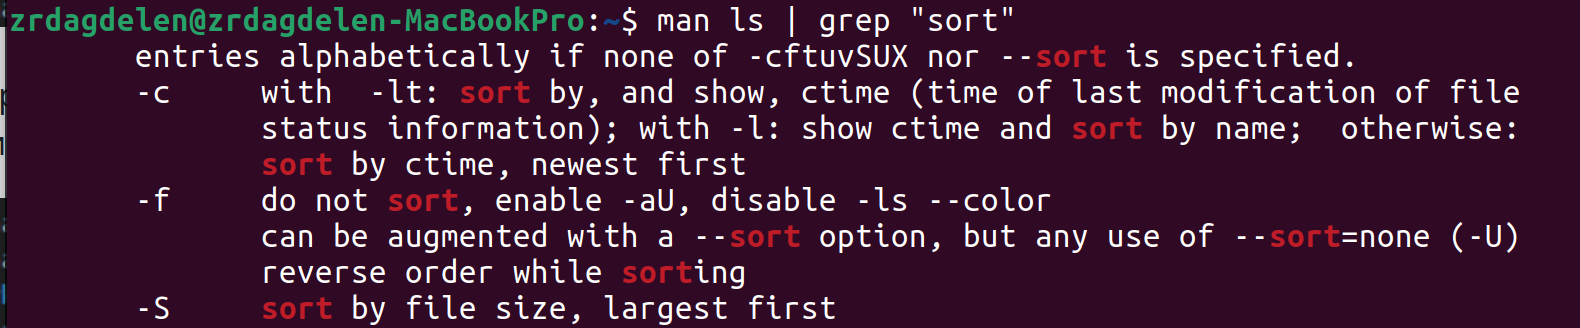 zrdagdelen@zrdagdelen-MacBookPro:~$ man ls | grep "sort"
entries alphabetically if none of -cftuvSUX nor --sort is specified.
-c     with  -lt: sort by, and show, ctime (time of last modification of file
status information); with -l: show ctime and sort by name;  otherwise:
sort by ctime, newest first
-f     do not sort, enable -aU, disable -ls --color
can be augmented with a --sort option, but any use of --sort=none (-U)
reverse order while sorting
-S     sort by file size, largest first